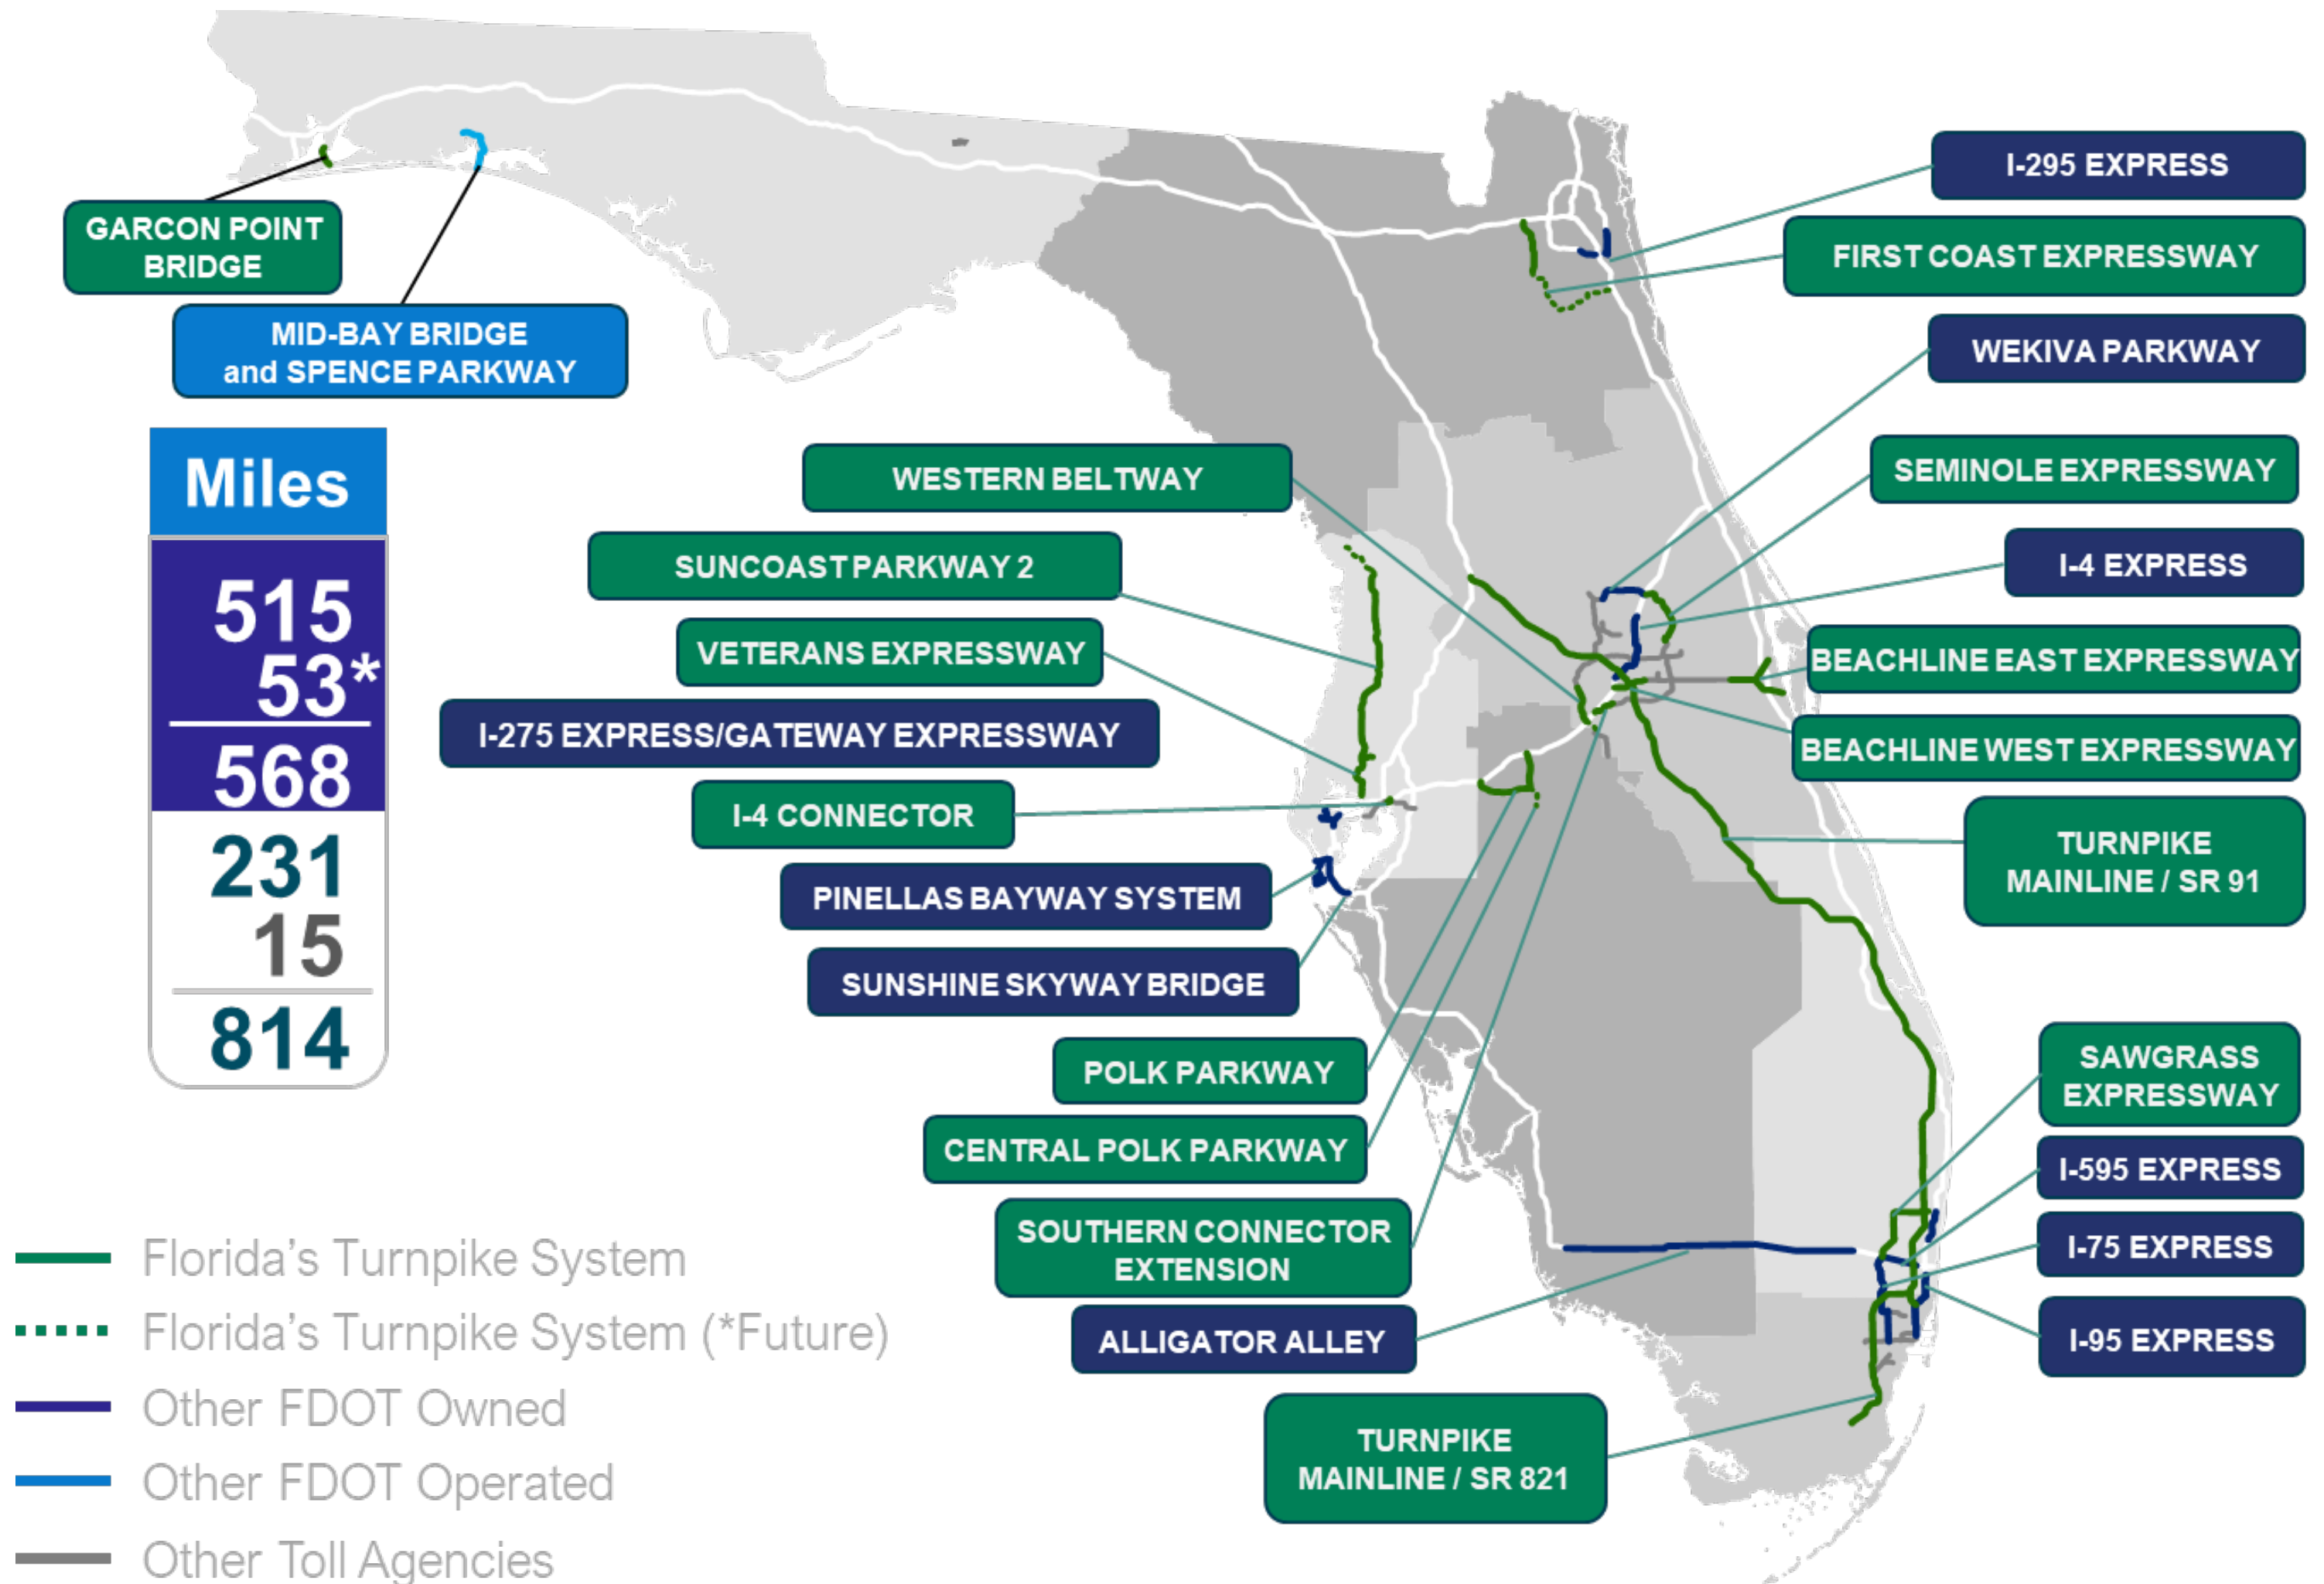 I-295 EXPRESS
GARCON POINT
BRIDGE
FIRST COAST EXPRESSWAY
MID-BAY BRIDGE
and SPENCE PARKWAY
WEKIVA PARKWAY
Miles
515
53*
568
231
15
814
WESTERN BELTWAY
SEMINOLE EXPRESSWAY
SUNCOAST PARKWAY 2
I-4 EXPRESS
VETERANS EXPRESSWAY
BEACHLINE EAST EXPRESSWAY
I-275 EXPRESS/GATEWAY EXPRESSWAY
BEACHLINE WEST EXPRESSWAY
I-4 CONNECTOR
TURNPIKE
MAINLINE / SR 91
PINELLAS BAYWAY SYSTEM
SUNSHINE SKYWAY BRIDGE
POLK PARKWAY
SAWGRASS
EXPRESSWAY
CENTRAL POLK PARKWAY
I-595 EXPRESS
SOUTHERN CONNECTOR
EXTENSION
I-75 EXPRESS
ALLIGATOR ALLEY
I-95 EXPRESS
TURNPIKE
MAINLINE / SR 821
Florida's Turnpike System
Florida's Turnpike System (*Future)
Other FDOT Owned
Other FDOT Operated
Other Toll Agencies